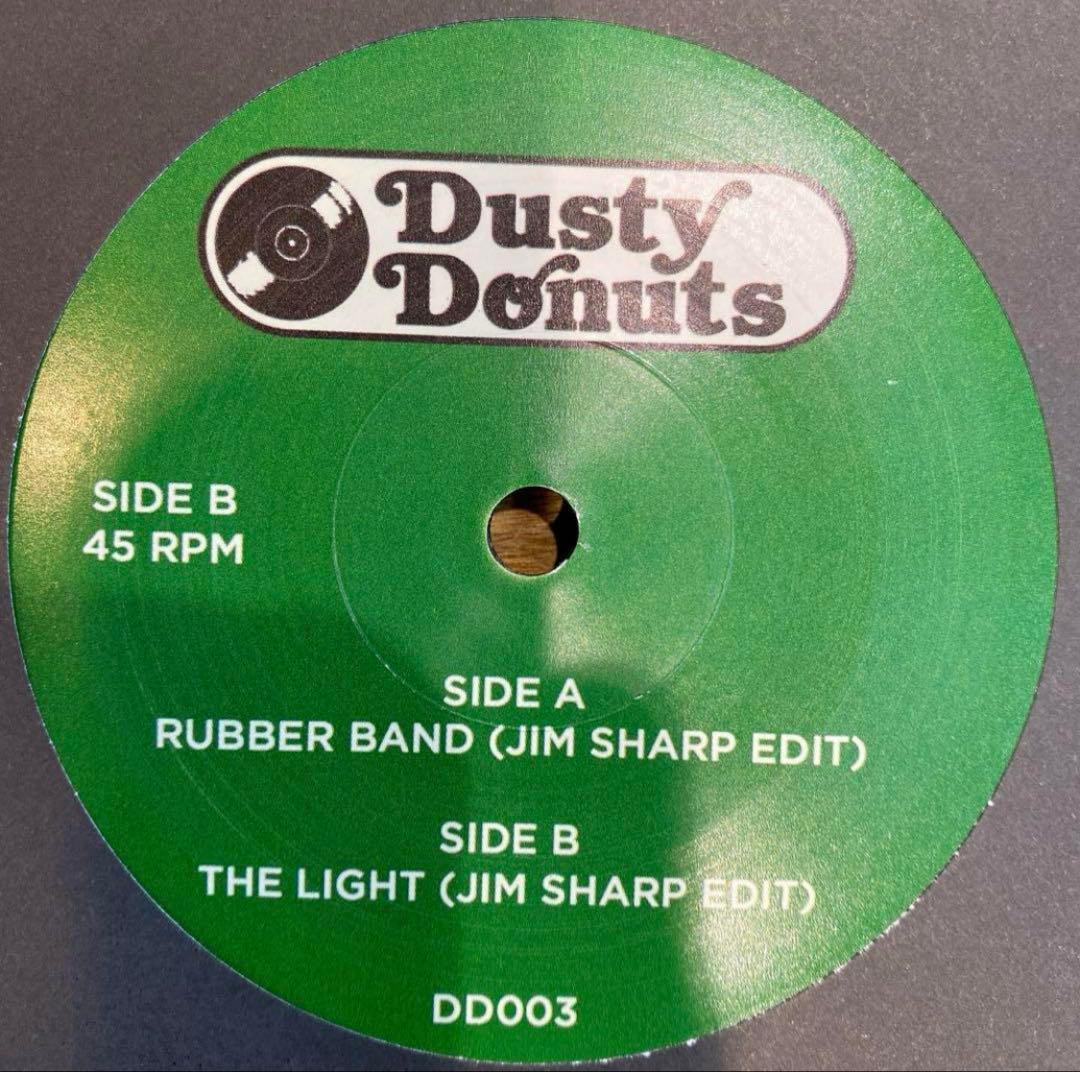 Dusty
Donuts
SIDE B
45 RPM
SIDE A
RUBBER BAND (JIM SHARP EDIT)
SIDE B
THE LIGHT (JIM SHARP EDIT)
DD003